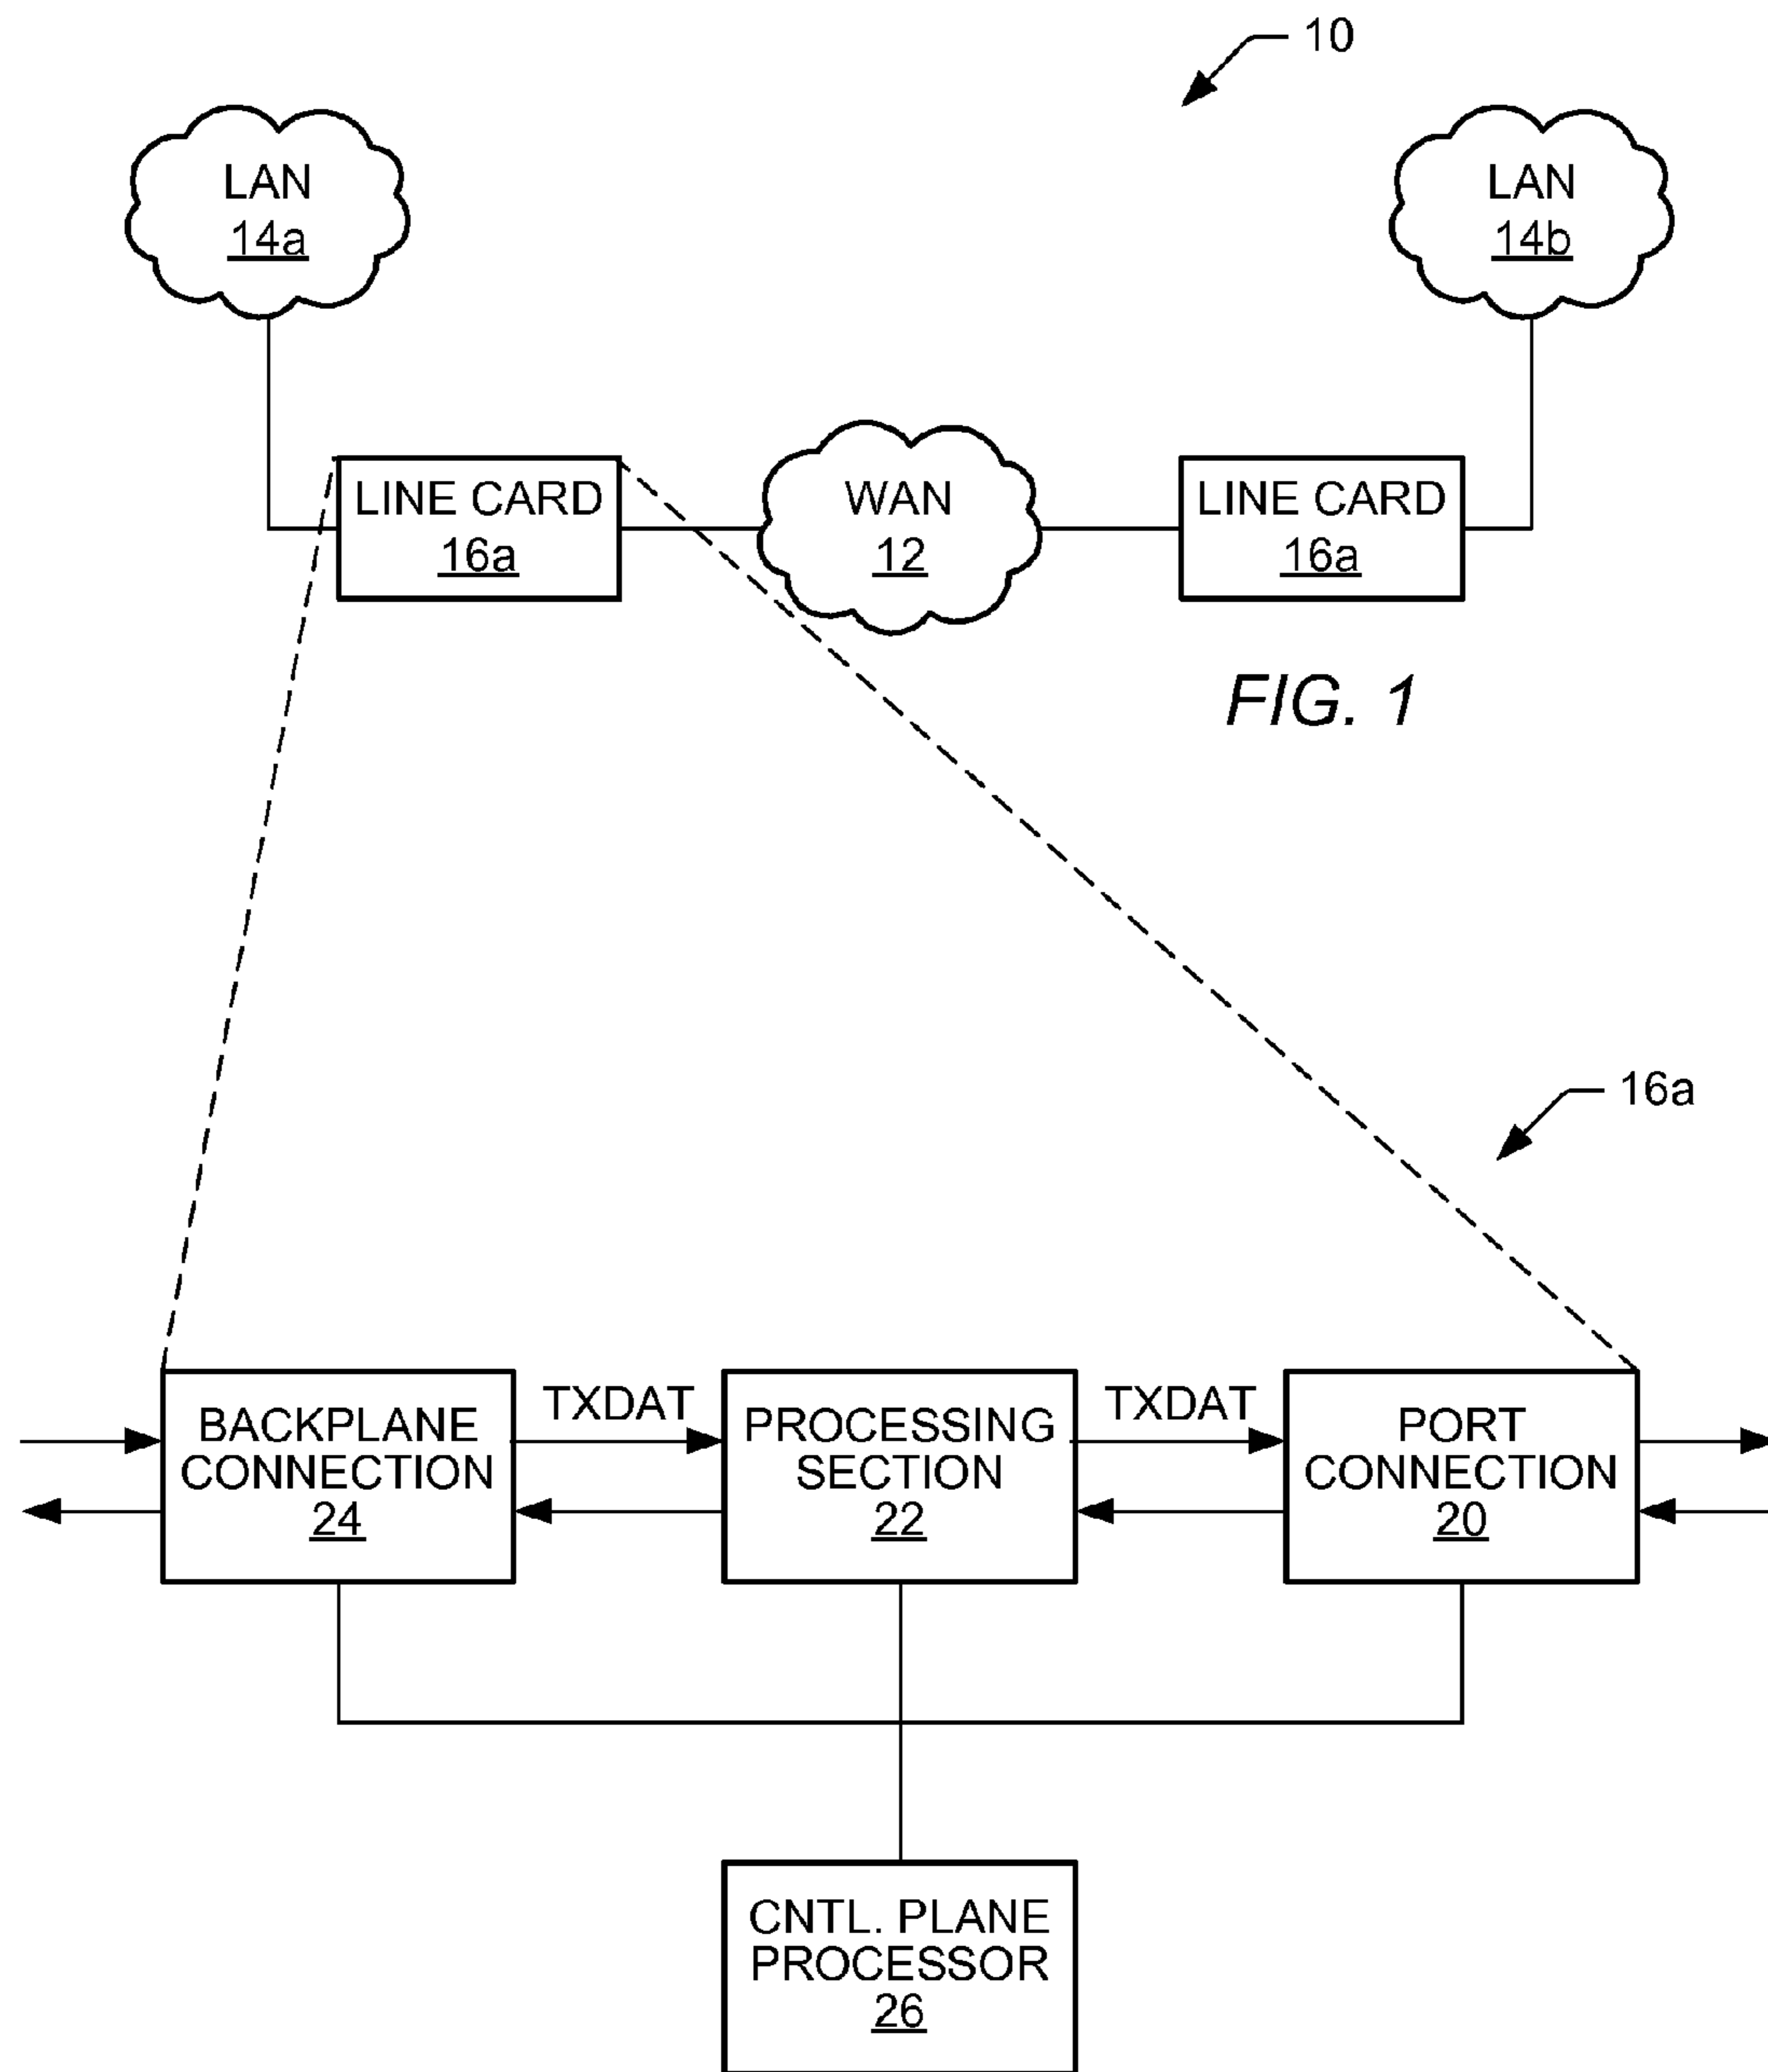 10
LAN
14a
LAN
14b
LINE CARD
16a
WAN
12
LINE CARD
16a
FIG. 1
16a
BACKPLANE
CONNECTION
24
TXDAT
PROCESSING
SECTION
22
TXDAT
PORT
CONNECTION
20
CNTL. PLANE
PROCESSOR
26